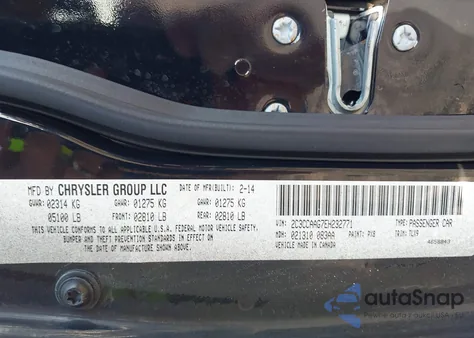 MFD BY CHRYSLER GROUP LLC DATE OF MFR(BUILT): 2-14
GVWR: 02314 KG GAWR: 01275 KG GAWR: 01275 KG
05100 LB FRONT: 02810 LB REAR: 02810 LB
THIS VEHICLE CONFORMS TO ALL APPLICABLE FEDERAL MOTOR VEHICLE SAFETY,
BUMPER AND THEFT PREVENTION STANDARDS IN EFFECT ON
THE DATE OF MANUFACTURE SHOWN ABOVE.
VIN: 2C3CCAAG7EH232771 TYPE: PASSENGER CAR
MDH: 021310 083AA PAINT: TRIM: TLX9
VEHICLE MADE IN CANADA
autoSnap